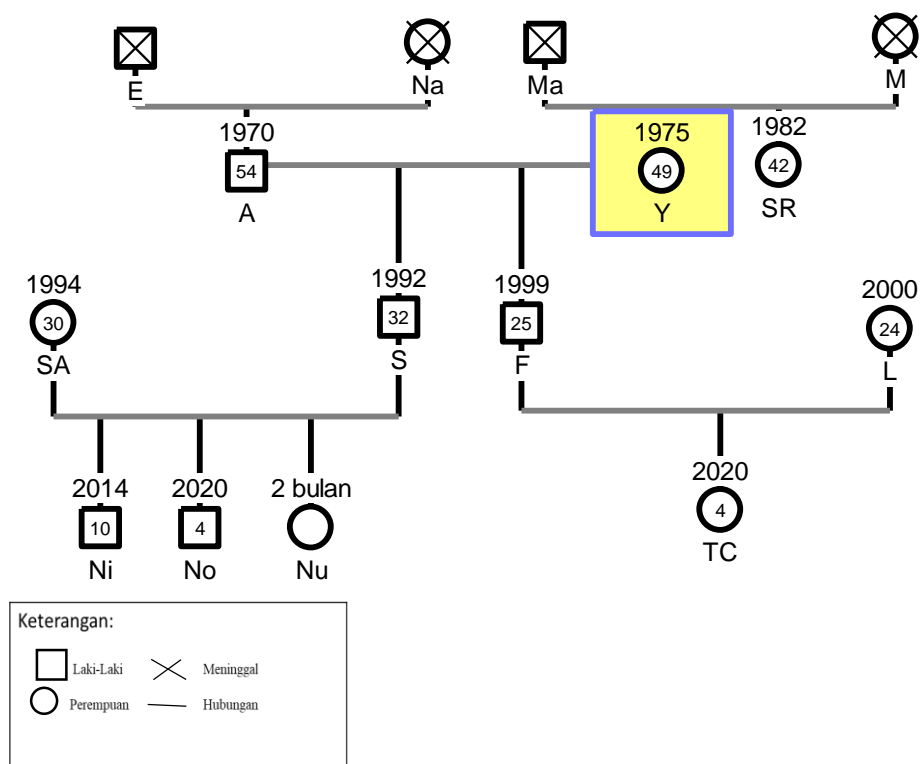 E
Na
Ma
M
1970
54
A
1975
49
Y
1982
42
SR
1994
30
SA
1992
32
S
1999
25
F
2000
24
L
2014
10
Ni
2020
4
No
2 bulan
Nu
2020
4
TC
Keterangan:
Laki-Laki
Meninggal
Perempuan
Hubungan